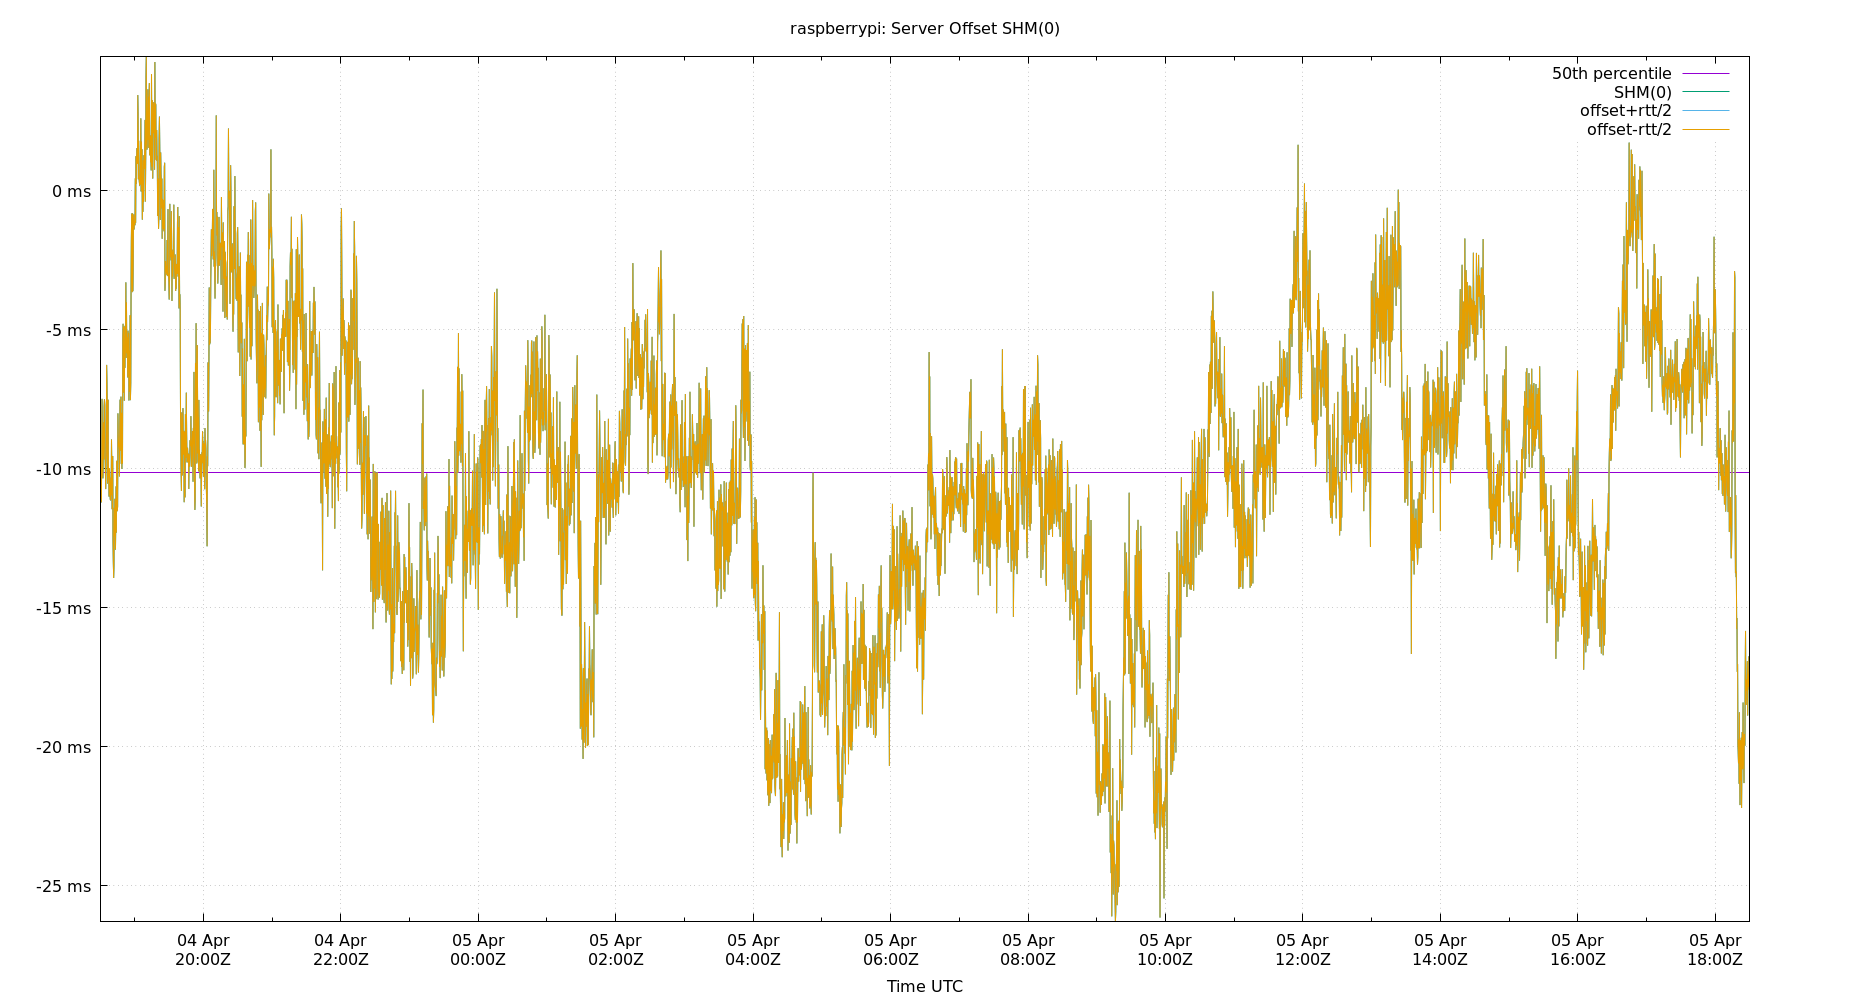 raspberrypi: Server Offset SHM(0)
50th percentile
SHM(0)
offset+rtt/2
offset-rtt/2
0 ms
-5 ms
-10 ms
-15 ms
-20 ms
-25 ms
04 Apr 04 Apr 05 Apr 05 Apr 05 Apr 05 Apr 05 Apr 05 Apr 05 Apr 05 Apr 05 Apr 05 Apr
20:00Z 22:00Z 00:00Z 02:00Z 04:00Z 06:00Z 08:00Z 10:00Z 12:00Z 14:00Z 16:00Z 18:00Z
Time UTC